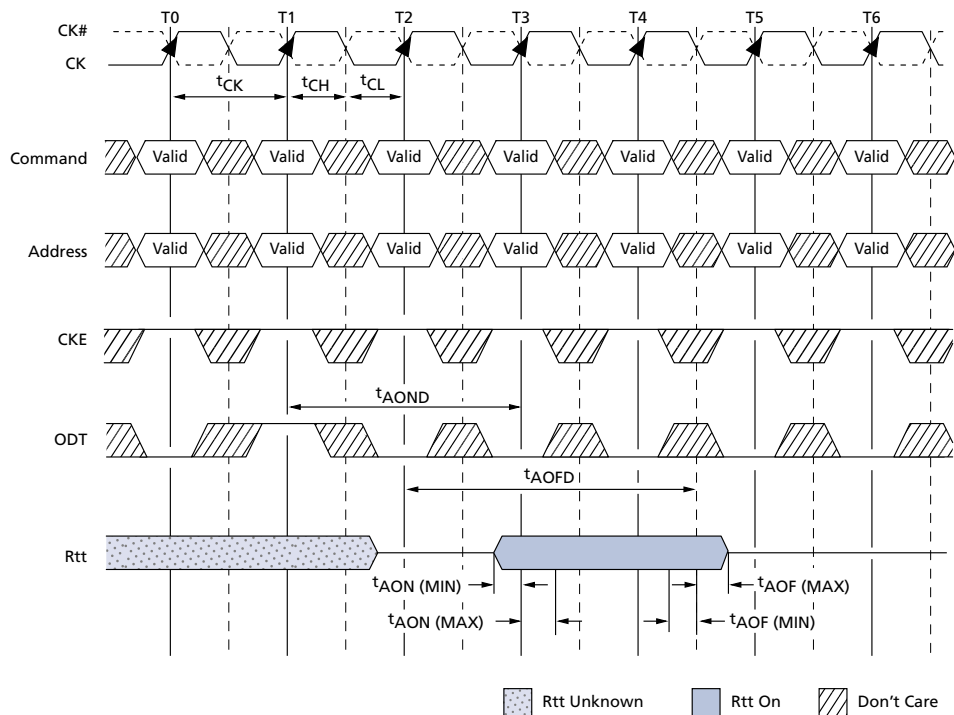 T0 T1 T2 T3 T4 T5 T6
CK#
CK
tCK tCH tCL
Command Valid Valid Valid Valid Valid Valid Valid
Address Valid Valid Valid Valid Valid Valid Valid
CKE
tAOND
ODT
tAOFD
Rtt
tAON (MIN) tAOF (MAX)
tAON (MAX) tAOF (MIN)
Rtt Unknown Rtt On Don't Care